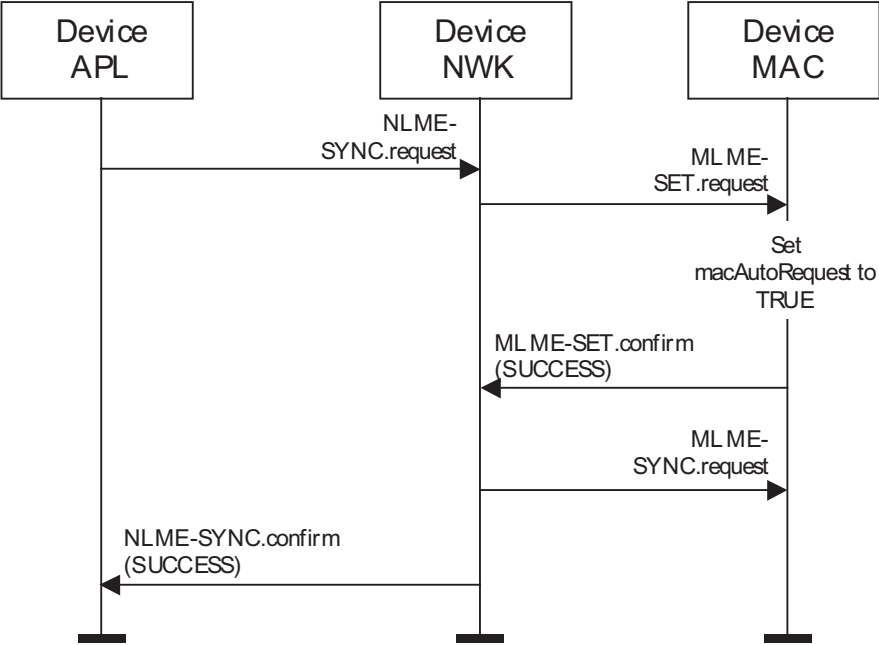 Device
APL
Device
NWK
Device
MAC
NLME-
SYNC.request
MLME-
SET.request
Set
macAutoRequest to
TRUE
MLME-SET.confirm
(SUCCESS)
MLME-
SYNC.request
NLME-SYNC.confirm
(SUCCESS)